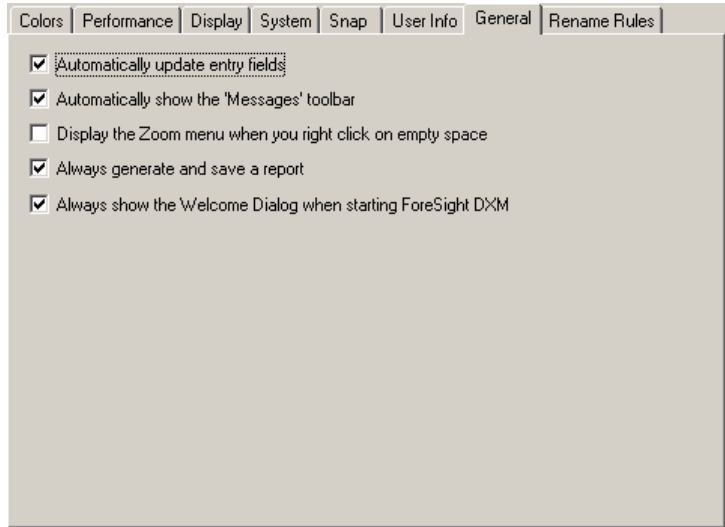 Colors Performance Display System Snap User Info General Rename Rules
Automatically update entry fields
Automatically show the 'Messages' toolbar
Display the Zoom menu when you right click on empty space
Always generate and save a report
Always show the Welcome Dialog when starting ForeSight DXM